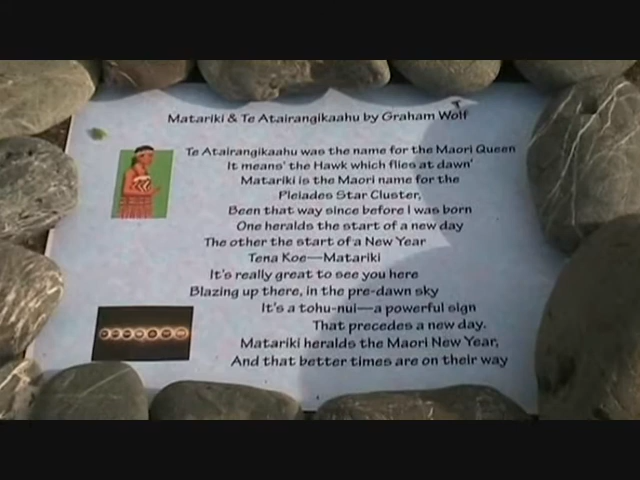 Matariki & Te Atairangikaahu by Graham Wolf
Te Atairangikaahu was the name for the Maori Queen
It means' the Hawk which flies at dawn'
Matariki is the Maori name for the
Pleiades Star Cluster,
Been that way since before I was born
One heralds the start of a new day
The other the start of a New Year
Tena Koe—Matariki
It's really great to see you here
Blazing up there, in the pre-dawn sky
It's a tohu-nui—a powerful sign
That precedes a new day.
Matariki heralds the Maori New Year,
And that better times are on their way